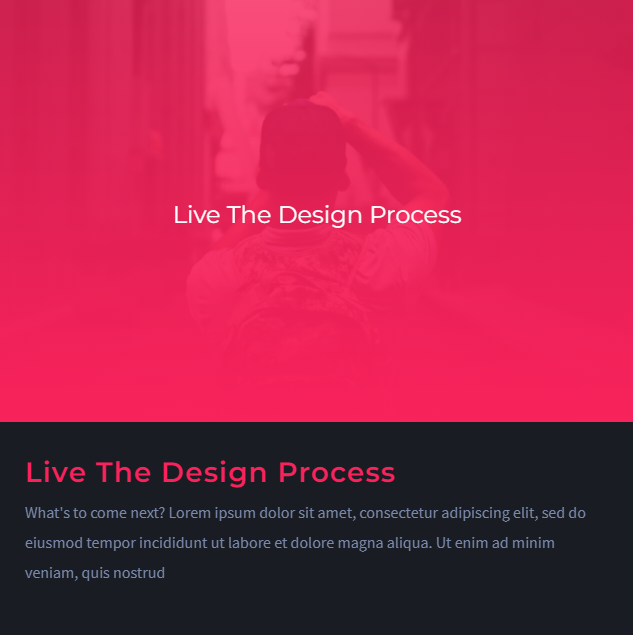 Live The Design Process
Live The Design Process
What's to come next? Lorem ipsum dolor sit amet, consectetur adipiscing elit, sed do
eiusmod tempor incididunt ut labore et dolore magna aliqua. Ut enim ad minim
veniam, quis nostrud